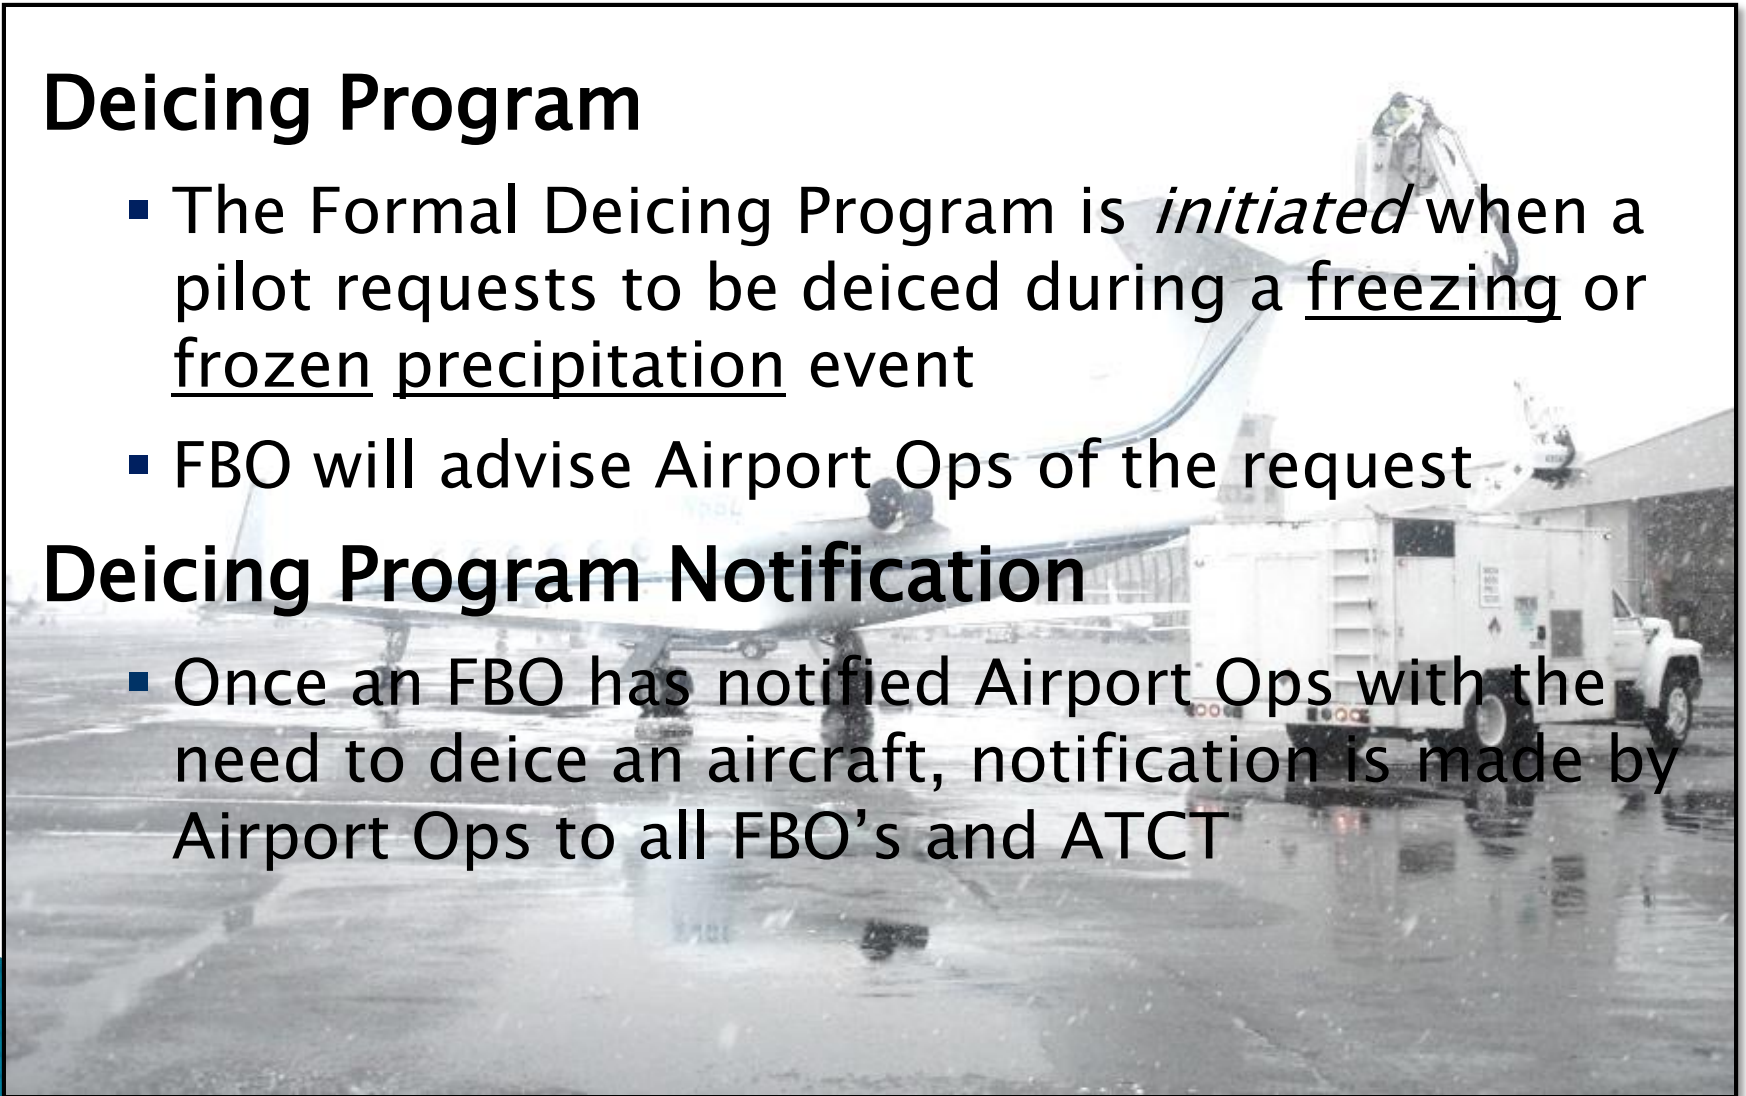 Deicing Program
▪ The Formal Deicing Program is initiated when a
pilot requests to be deiced during a freezing or
frozen precipitation event
▪ FBO will advise Airport Ops of the request
Deicing Program Notification
▪ Once an FBO has notified Airport Ops with the
need to deice an aircraft, notification is made by
Airport Ops to all FBO’s and ATCT